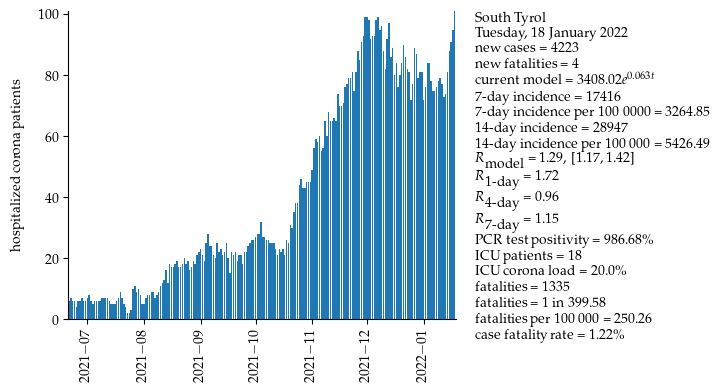 South Tyrol
Tuesday, 18 January 2022
new cases = 4223
new fatalities = 4
current model = 3408.02e^0.063t
7-day incidence = 17416
7-day incidence per 100 0000 = 3264.85
14-day incidence = 28947
14-day incidence per 100 000 = 5426.49
R_model = 1.29, [1.17, 1.42]
R_1-day = 1.72
R_4-day = 0.96
R_7-day = 1.15
PCR test positivity = 986.68%
ICU patients = 18
ICU corona load = 20.0%
fatalities = 1335
fatalities = 1 in 399.58
fatalities per 100 000 = 250.26
case fatality rate = 1.22%
hospitalized corona patients
100
80
60
40
20
0
2021−07
2021−08
2021−09
2021−10
2021−11
2021−12
2022−01